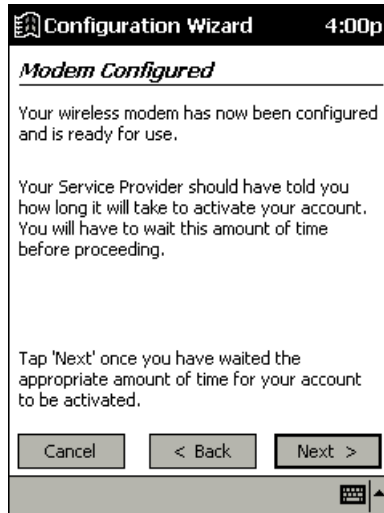 Configuration Wizard 4:00p
Modem Configured
Your wireless modem has now been configured
and is ready for use.
Your Service Provider should have told you
how long it will take to activate your account.
You will have to wait this amount of time
before proceeding.
Tap 'Next' once you have waited the
appropriate amount of time for your account
to be activated.
Cancel < Back Next >